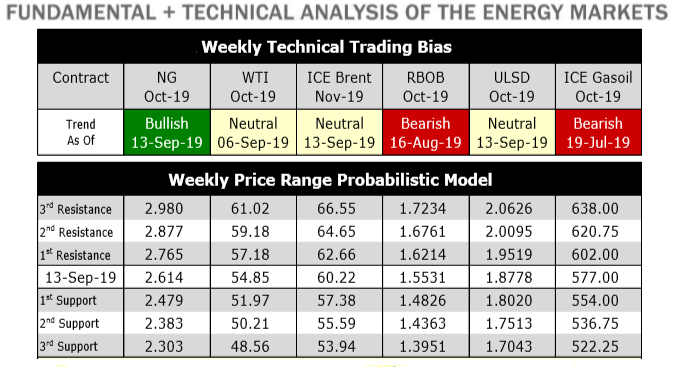 FUNDAMENTAL + TECHNICAL ANALYSIS OF THE ENERGY MARKETS
Weekly Technical Trading Bias
Contract NG WTI ICE Brent RBOB ULSD ICE Gasoil
Oct-19 Oct-19 Nov-19 Oct-19 Oct-19 Oct-19
Trend Bullish Neutral Neutral Bearish Neutral Bearish
As Of 13-Sep-19 06-Sep-19 13-Sep-19 16-Aug-19 13-Sep-19 19-Jul-19
Weekly Price Range Probabilistic Model
3rd Resistance 2.980 61.02 66.55 1.7234 2.0626 638.00
2nd Resistance 2.877 59.18 64.65 1.6761 2.0095 620.75
1st Resistance 2.765 57.18 62.66 1.6214 1.9519 602.00
13-Sep-19 2.614 54.85 60.22 1.5531 1.8778 577.00
1st Support 2.479 51.97 57.38 1.4826 1.8020 554.00
2nd Support 2.383 50.21 55.59 1.4363 1.7513 536.75
3rd Support 2.303 48.56 53.94 1.3951 1.7043 522.25